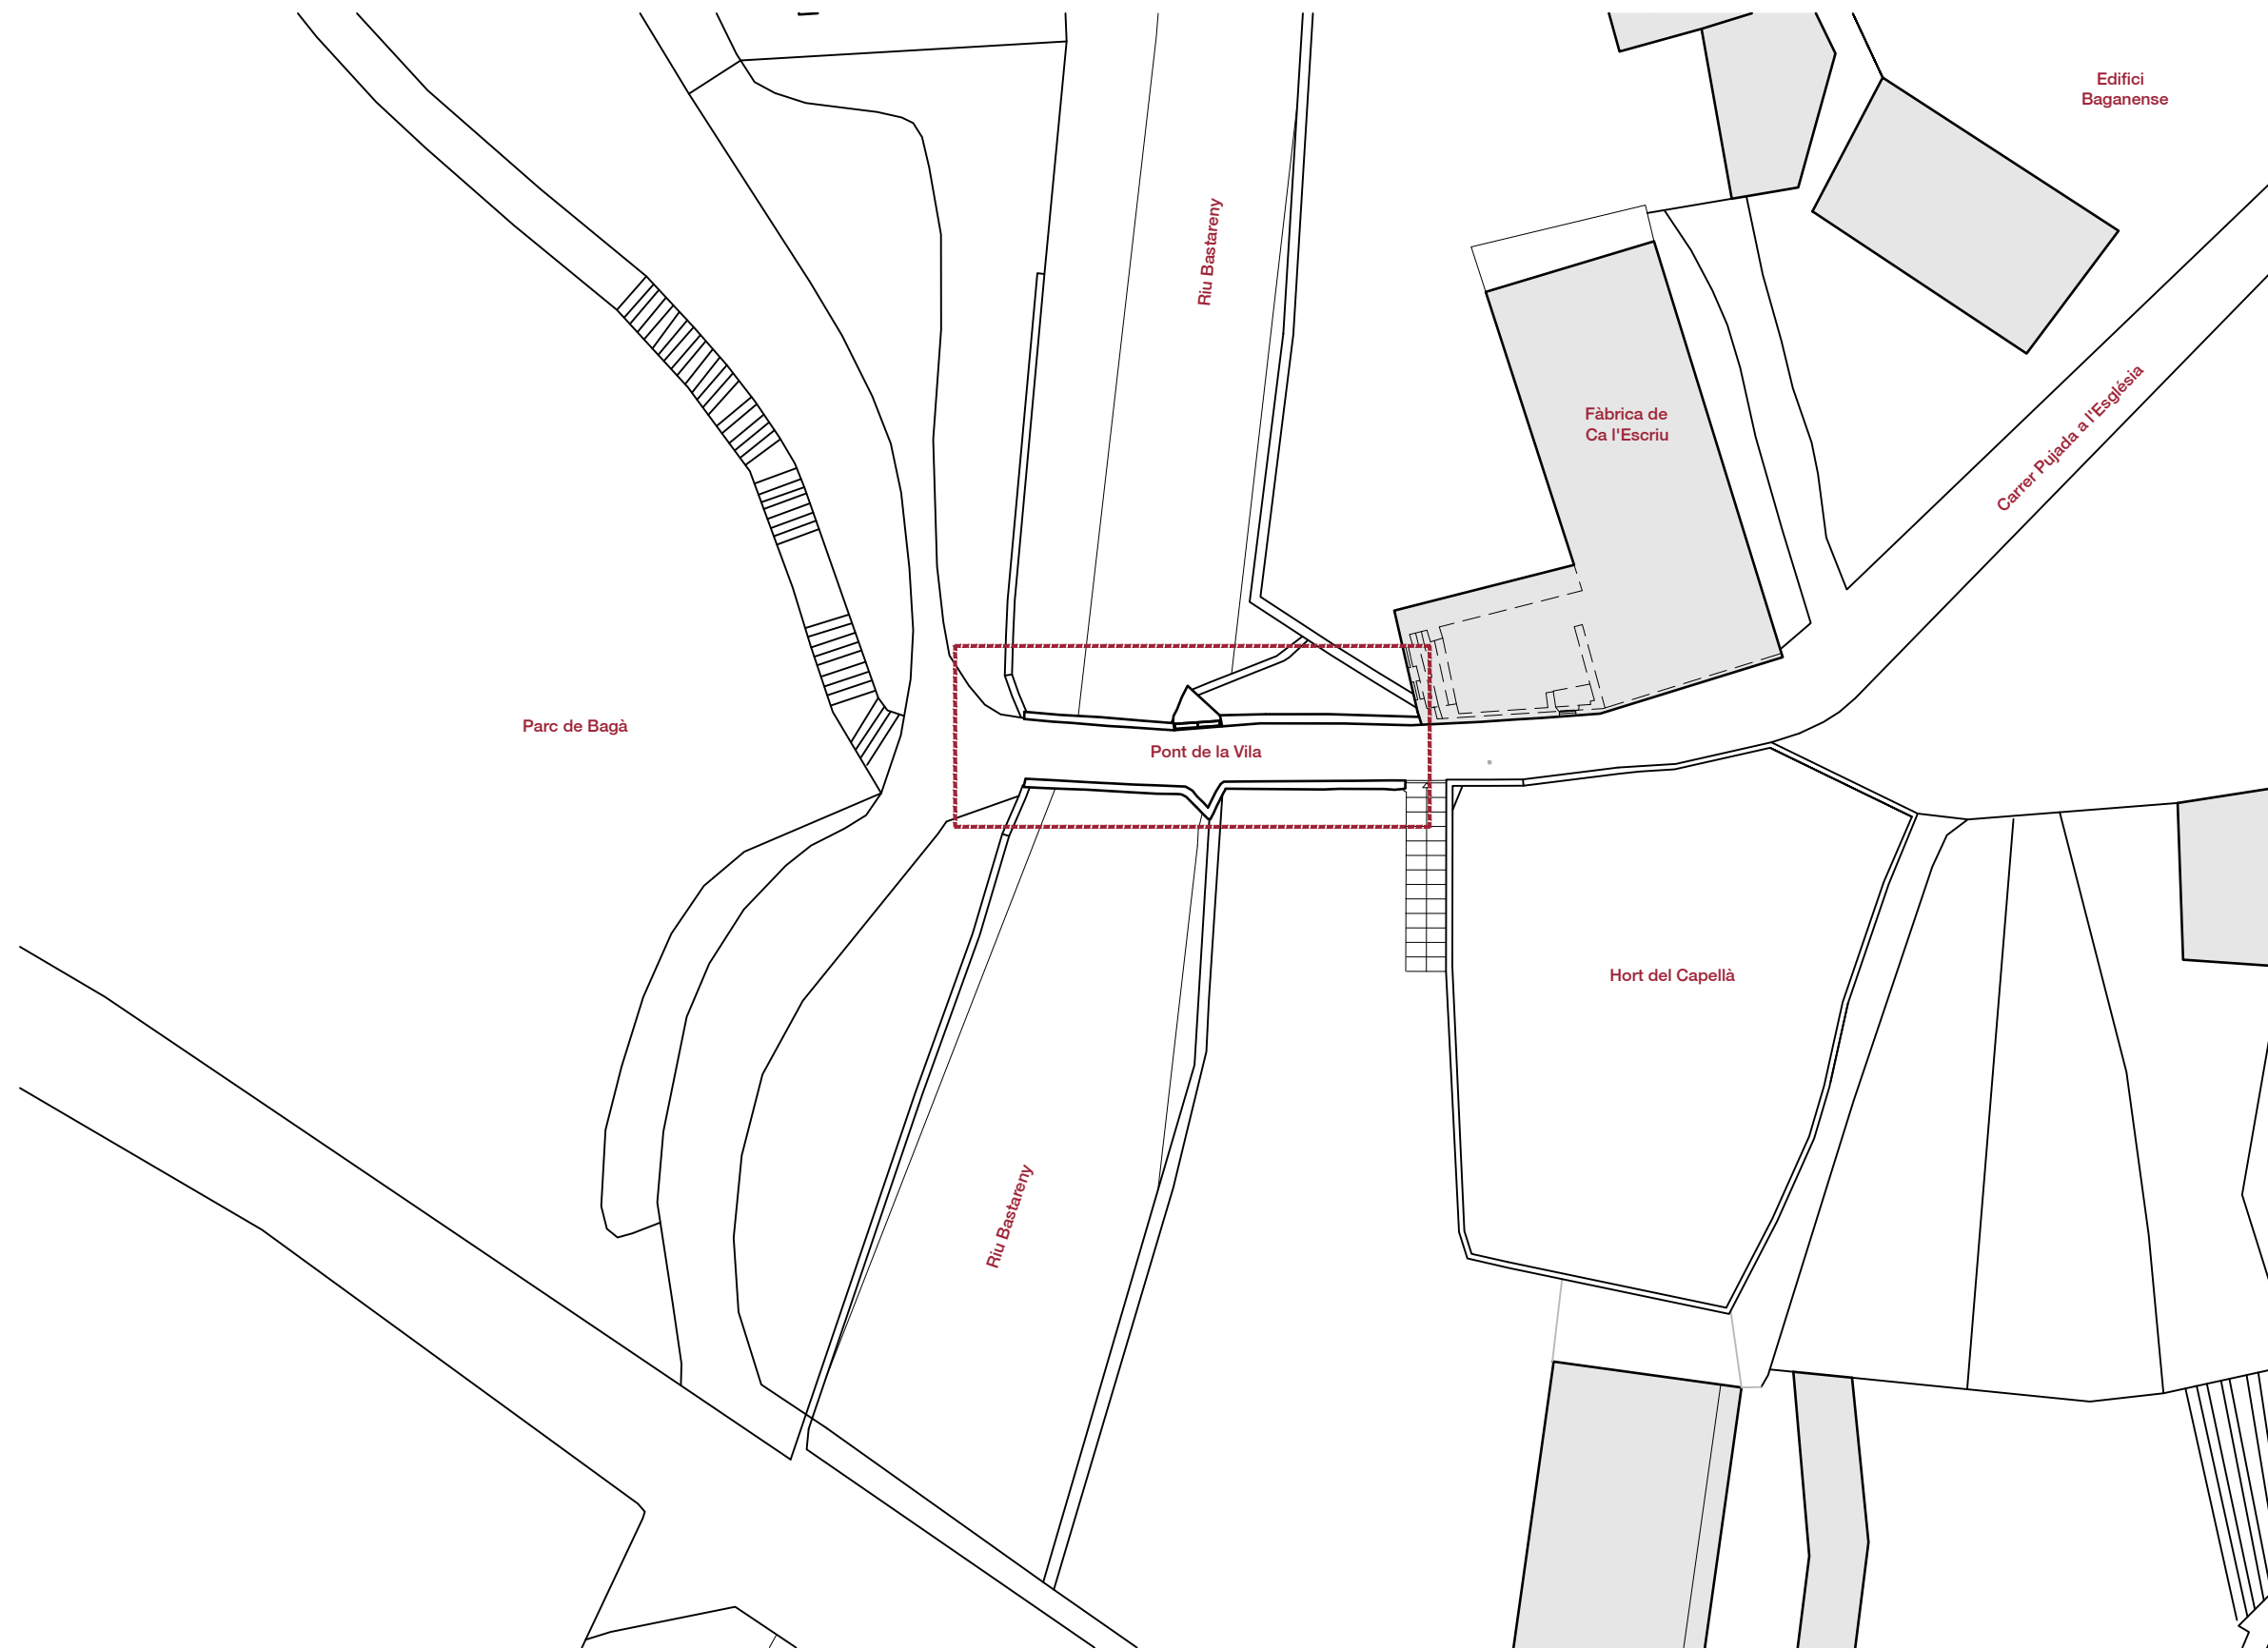 Edifici
Baganense
Riu Bastareny
Fàbrica de
Ca l'Escriu
Carrer Pujada a l'Església
Parc de Bagà
Pont de la Vila
Hort del Capellà
Riu Bastareny